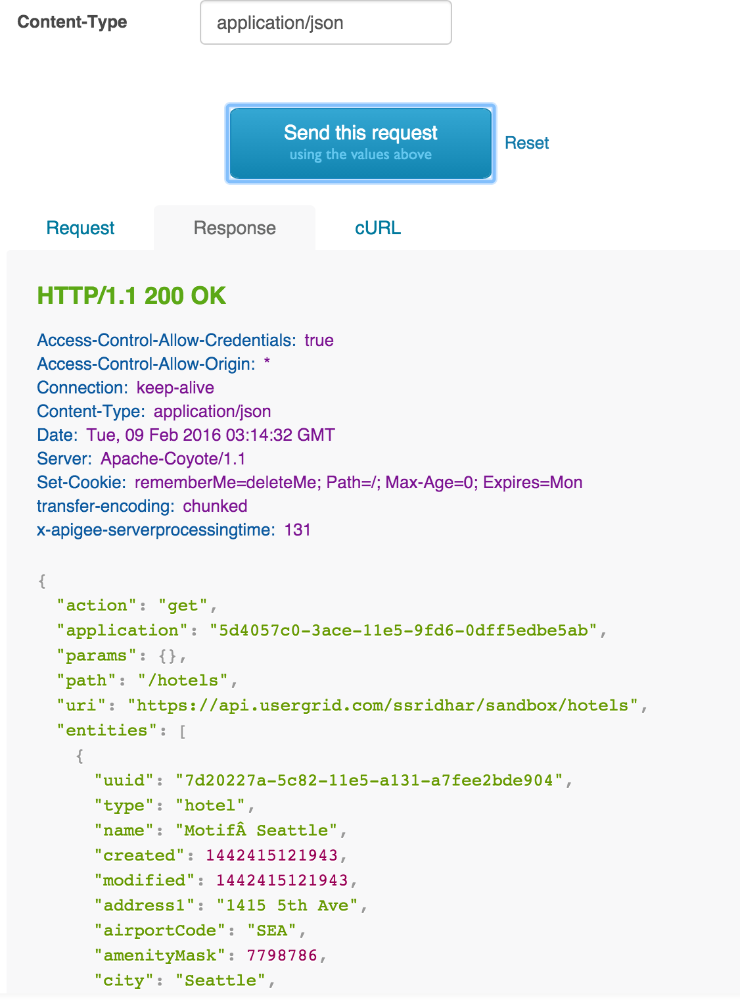 Content-Type
application/json
Send this request
using the values above
Reset
Request
Response
cURL
HTTP/1.1 200 OK
Access-Control-Allow-Credentials: true
Access-Control-Allow-Origin: *
Connection: keep-alive
Content-Type: application/json
Date: Tue, 09 Feb 2016 03:14:32 GMT
Server: Apache-Coyote/1.1
Set-Cookie: rememberMe=deleteMe; Path=/; Max-Age=0; Expires=Mon
transfer-encoding: chunked
x-apigee-serverprocessingtime: 131
{
"action": "get",
"application": "5d4057c0-3ace-11e5-9fd6-0dff5edbe5ab",
"params": {},
"path": "/hotels",
"uri": "https://api.usergrid.com/ssridhar/sandbox/hotels",
"entities": [
{
"uuid": "7d20227a-5c82-11e5-a131-a7fee2bde904",
"type": "hotel",
"name": "MotifÂ Seattle",
"created": 1442415121943,
"modified": 1442415121943,
"address1": "1415 5th Ave",
"airportCode": "SEA",
"amenityMask": 7798786,
"city": "Seattle",